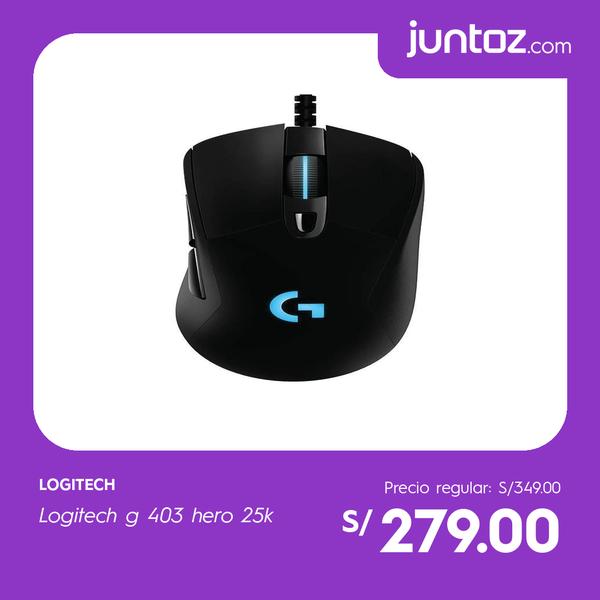 juntoz.com
G
LOGITECH
Logitech g 403 hero 25k
Precio regular: S/349.00
S/279.00